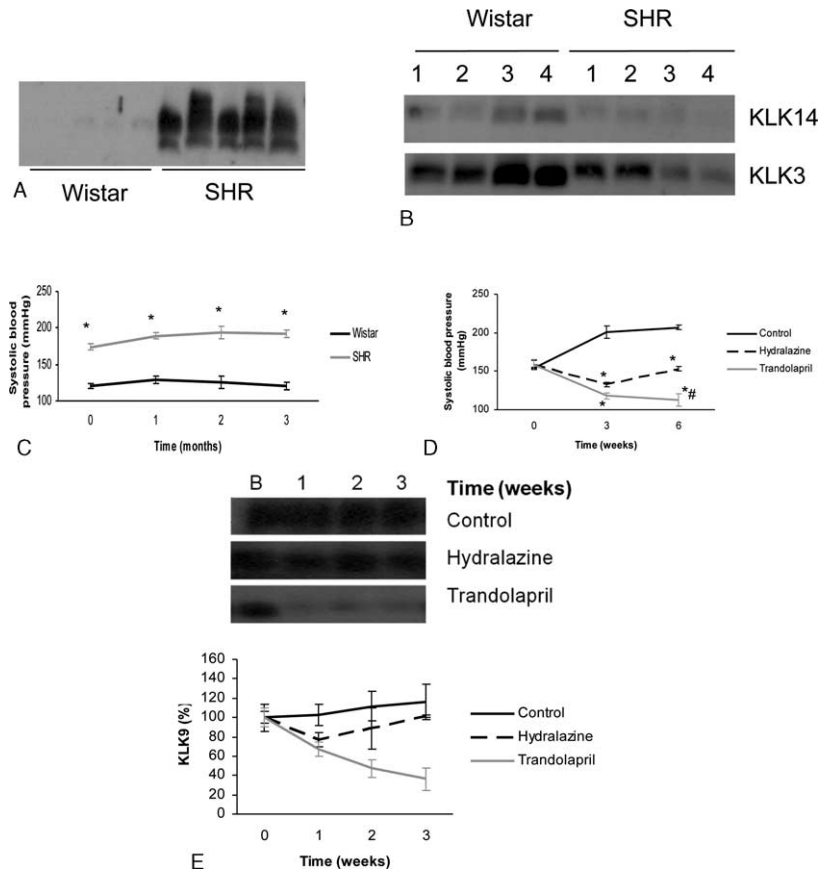 Wistar SHR
1 2 3 4 1 2 3 4
KLK14
KLK3
Wistar SHR
A
B
Systolic blood
pressure (mmHg)
250
200
150
100
* * * *
0 1 2 3
Time (months)
Wistar
SHR
C
Systolic blood pressure
(mmHg)
250
200
150
100
* *
* *#
0 3 6
Time (weeks)
Control
Hydralazine
Trandolapril
D
B 1 2 3 Time (weeks)
Control
Hydralazine
Trandolapril
KLK9 (%)
160
140
120
100
80
60
40
20
0
0 1 2 3
Time (weeks)
Control
Hydralazine
Trandolapril
E